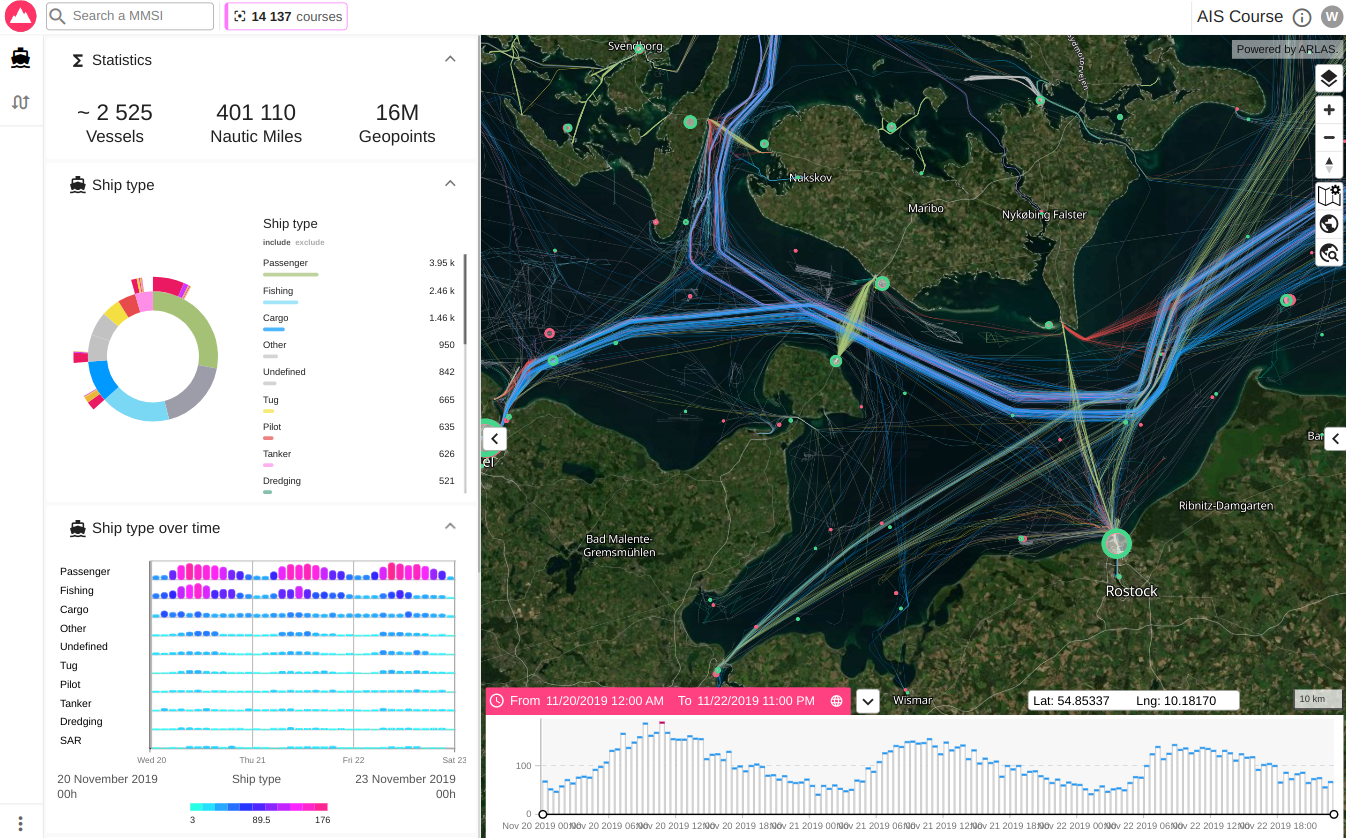 Search a MMSI
14 137 courses
AIS Course
W
Statistics
~ 2 525
Vessels
401 110
Nautic Miles
16M
Geopoints
Ship type
Ship type
include exclude
Passenger 3.95 k
Fishing 2.46 k
Cargo 1.46 k
Other 950
Undefined 842
Tug 665
Pilot 635
Tanker 626
Dredging 521
Ship type over time
Passenger
Fishing
Cargo
Other
Undefined
Tug
Pilot
Tanker
Dredging
SAR
Wed 20 Thu 21 Fri 22 Sat 23
20 November 2019
00h
Ship type
23 November 2019
00h
3 89.5 176
Powered by ARLAS.
Svendborg
Nakskov
Maribo
Nykøbing Falster
el
Bad Malente-
Gremsmühlen
Ribnitz-Damgarten
Rostock
Wismar
From 11/20/2019 12:00 AM To 11/22/2019 11:00 PM
Lat: 54.85337 Lng: 10.18170
10 km
100
0
Nov 20 2019 00:00 Nov 20 2019 06:00 Nov 20 2019 12:00 Nov 20 2019 18:00 Nov 21 2019 00:00 Nov 21 2019 06:00 Nov 21 2019 12:00 Nov 21 2019 18:00 Nov 22 2019 00:00 Nov 22 2019 06:00 Nov 22 2019 12:00 Nov 22 2019 18:00